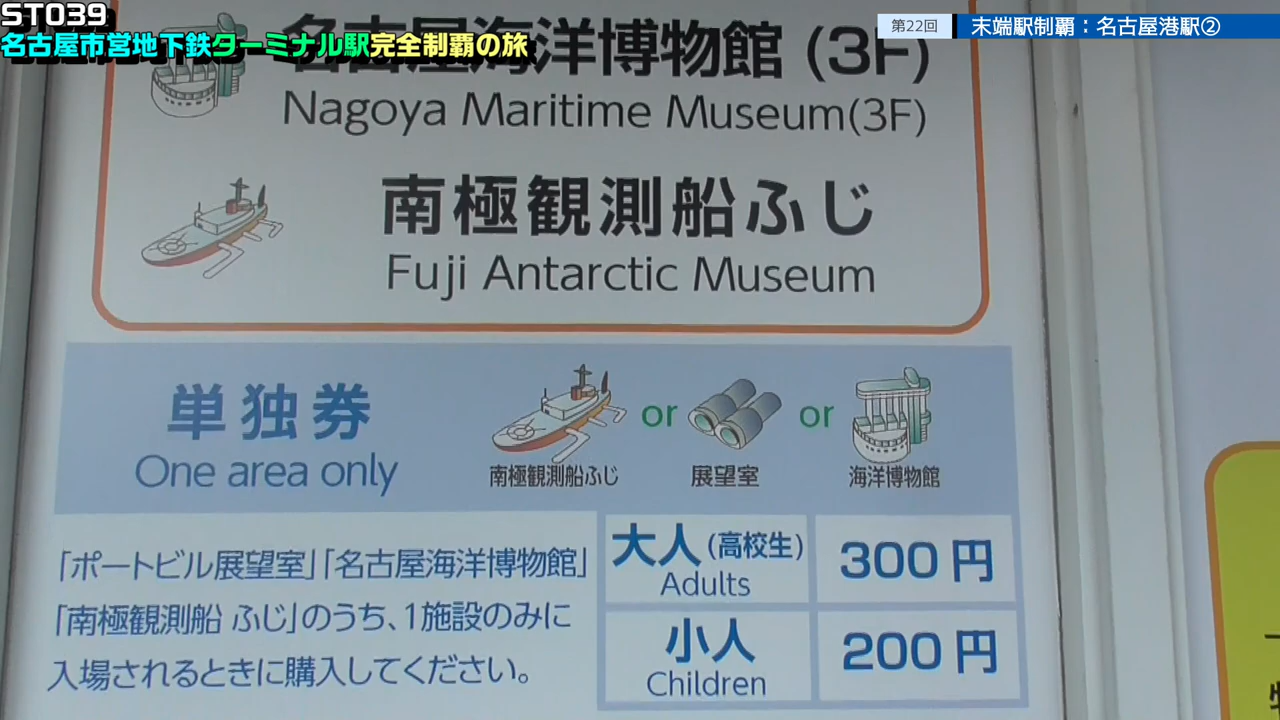 ST039
名古屋市営地下鉄ターミナル駅完全制覇の旅
第22回 末端駅制覇：名古屋港駅②
名古屋海洋博物館 (3F)
Nagoya Maritime Museum(3F)
南極観測船ふじ
Fuji Antarctic Museum
単独券
One area only
or or
南極観測船ふじ 展望室 海洋博物館
「ポートビル展望室」「名古屋海洋博物館」
「南極観測船 ふじ」のうち、1施設のみに
入場されるときに購入してください。
大人(高校生)
Adults
300円
小人
Children
200円